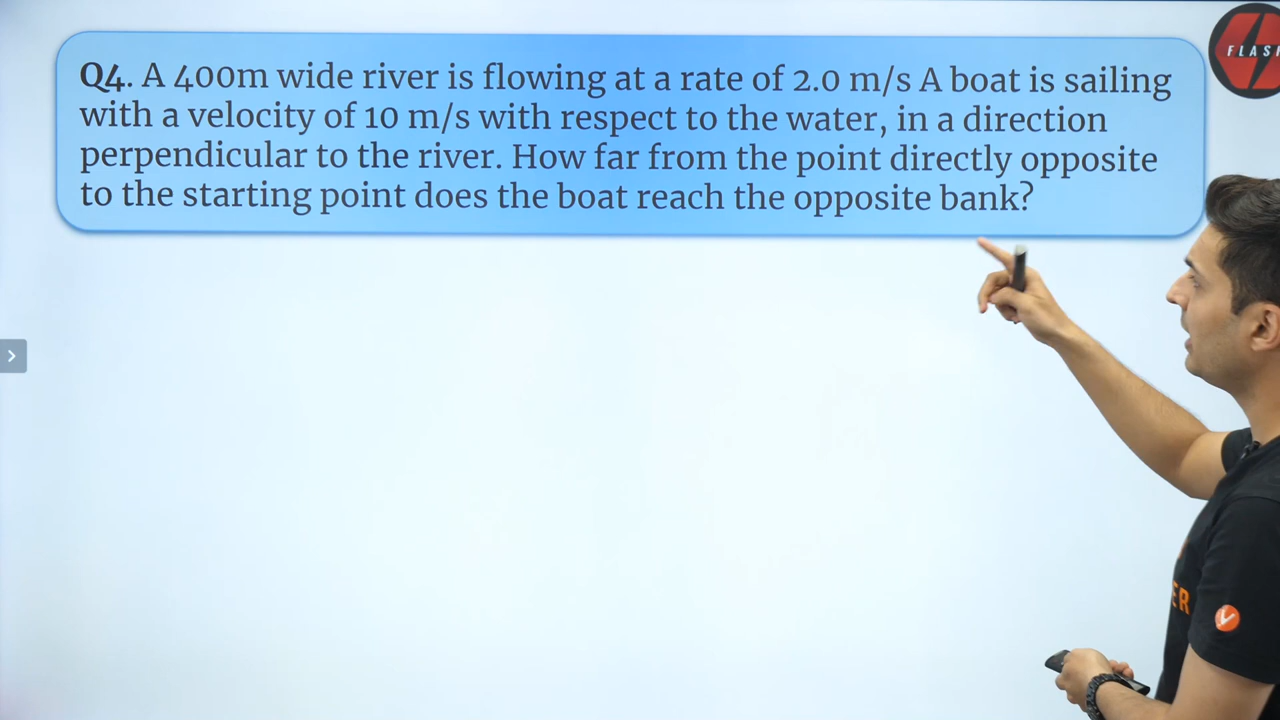 Q4. A 400m wide river is flowing at a rate of 2.0 m/s A boat is sailing
with a velocity of 10 m/s with respect to the water, in a direction
perpendicular to the river. How far from the point directly opposite
to the starting point does the boat reach the opposite bank?
FLASH
ER